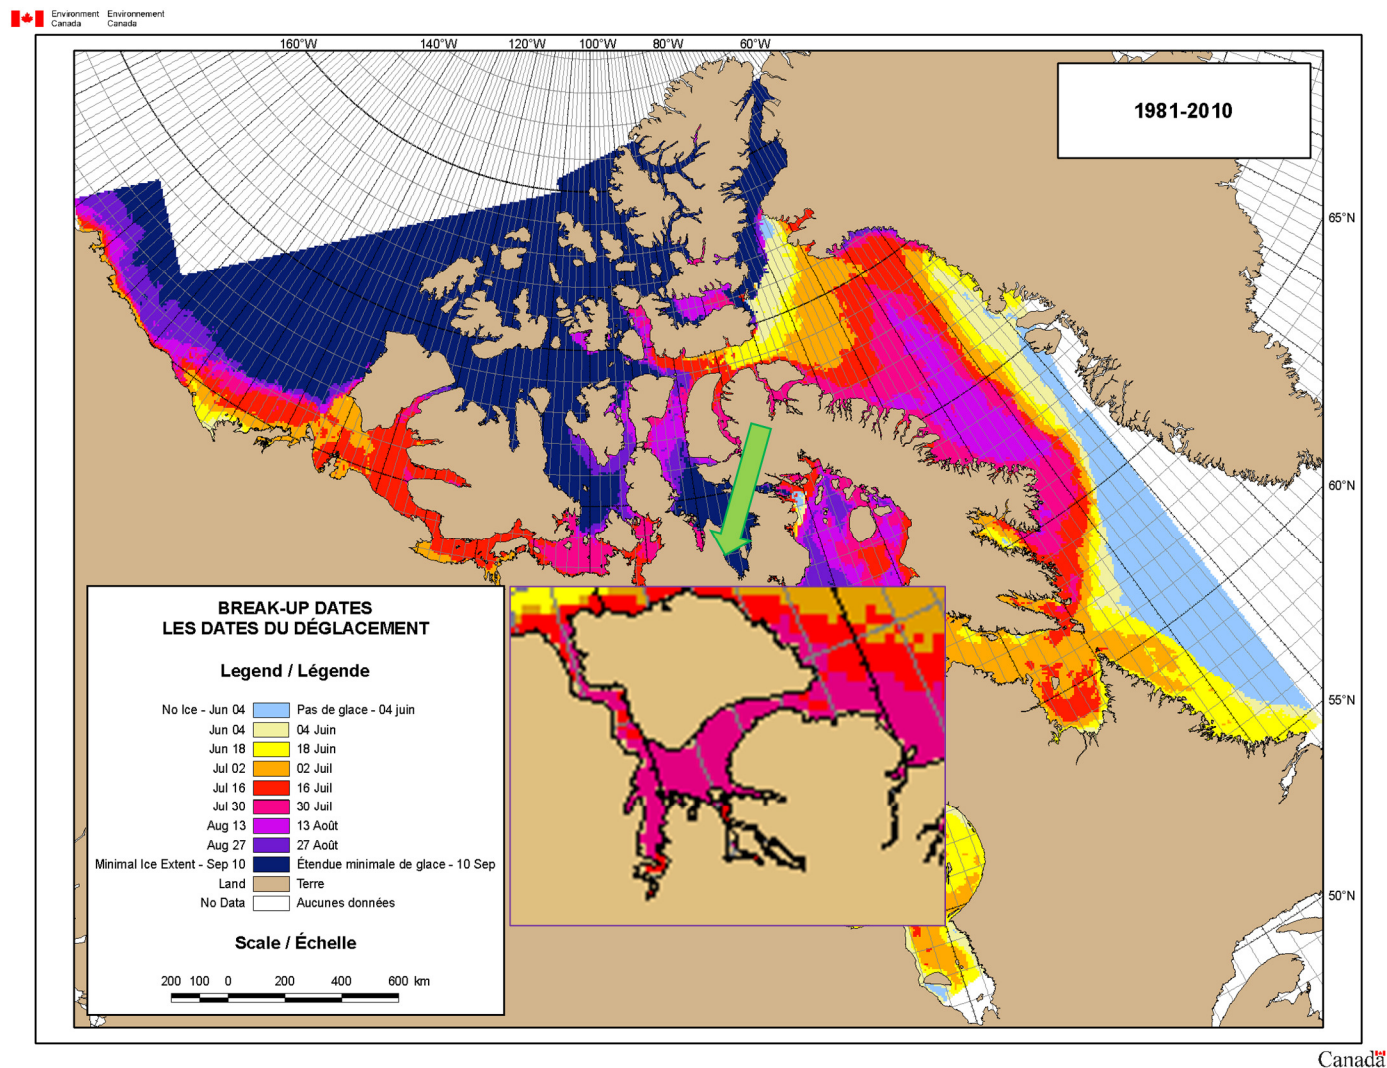 Environment Environnement
Canada Canada
160°W 140°W 120°W 100°W 80°W 60°W
1981-2010
65°N
60°N
55°N
50°N
BREAK-UP DATES
LES DATES DU DÉGLACEMENT
Legend / Légende
No Ice - Jun 04 Pas de glace - 04 juin
Jun 04 04 Juin
Jun 18 18 Juin
Jul 02 02 Juil
Jul 16 16 Juil
Jul 30 30 Juil
Aug 13 13 Août
Aug 27 27 Août
Minimal Ice Extent - Sep 10 Étendue minimale de glace - 10 Sep
Land Terre
No Data Aucunes données
Scale / Échelle
200 100 0 200 400 600 km
Canada